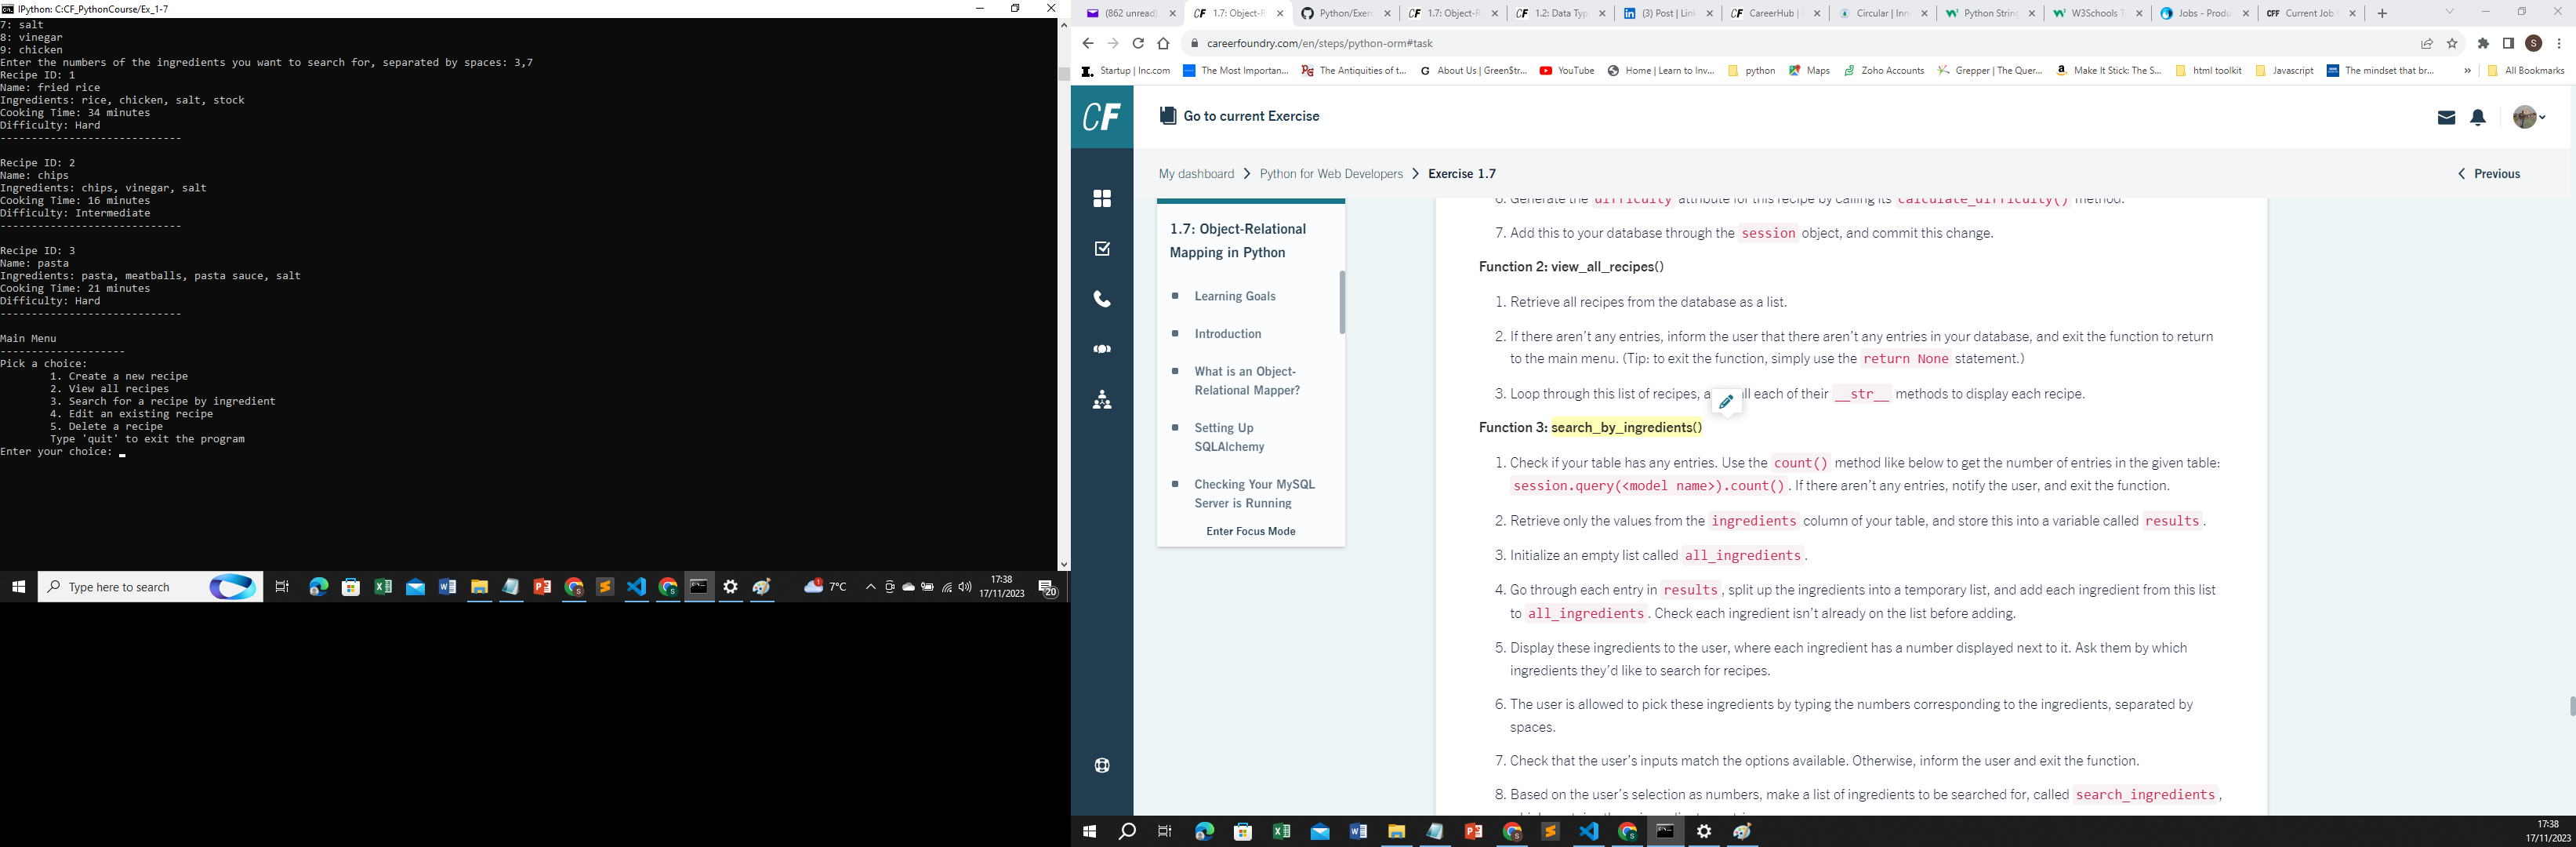 IPython: C:CF_PythonCourse/Ex_1-7
7: salt
8: vinegar
9: chicken
Enter the numbers of the ingredients you want to search for, separated by spaces: 3,7
Recipe ID: 1
Name: fried rice
Ingredients: rice, chicken, salt, stock
Cooking Time: 34 minutes
Difficulty: Hard
-----------------------------
Recipe ID: 2
Name: chips
Ingredients: chips, vinegar, salt
Cooking Time: 16 minutes
Difficulty: Intermediate
-----------------------------
Recipe ID: 3
Name: pasta
Ingredients: pasta, meatballs, pasta sauce, salt
Cooking Time: 21 minutes
Difficulty: Hard
-----------------------------
Main Menu
--------------------
Pick a choice:
1. Create a new recipe
2. View all recipes
3. Search for a recipe by ingredient
4. Edit an existing recipe
5. Delete a recipe
Type 'quit' to exit the program
Enter your choice:
Type here to search
7°C
17:38
17/11/2023
20
(862 unread)
1.7: Object-R
Python/Exer
1.7: Object-R
1.2: Data Typ
(3) Post | Lin
CareerHub |
Circular | Inn
Python String
W3Schools T
Jobs - Produ
Current Job
careerfoundry.com/en/steps/python-orm#task
Startup | Inc.com
The Most Importan...
The Antiquities of t...
About Us | Green$tr...
YouTube
Home | Learn to Inv...
python
Maps
Zoho Accounts
Grepper | The Quer...
Make It Stick: The S...
html toolkit
Javascript
The mindset that br...
All Bookmarks
CF
Go to current Exercise
My dashboard > Python for Web Developers > Exercise 1.7
Previous
1.7: Object-Relational
Mapping in Python
Learning Goals
Introduction
What is an Object-
Relational Mapper?
Setting Up
SQLAlchemy
Checking Your MySQL
Server is Running
Enter Focus Mode
6. Generate the difficulty attribute for this recipe by calling its calculate_difficulty() method.
7. Add this to your database through the session object, and commit this change.
Function 2: view_all_recipes()
1. Retrieve all recipes from the database as a list.
2. If there aren't any entries, inform the user that there aren't any entries in your database, and exit the function to return
to the main menu. (Tip: to exit the function, simply use the return None statement.)
3. Loop through this list of recipes, a ll each of their __str__ methods to display each recipe.
Function 3: search_by_ingredients()
1. Check if your table has any entries. Use the count() method like below to get the number of entries in the given table:
session.query(<model name>).count() . If there aren't any entries, notify the user, and exit the function.
2. Retrieve only the values from the ingredients column of your table, and store this into a variable called results .
3. Initialize an empty list called all_ingredients .
4. Go through each entry in results , split up the ingredients into a temporary list, and add each ingredient from this list
to all_ingredients . Check each ingredient isn't already on the list before adding.
5. Display these ingredients to the user, where each ingredient has a number displayed next to it. Ask them by which
ingredients they'd like to search for recipes.
6. The user is allowed to pick these ingredients by typing the numbers corresponding to the ingredients, separated by
spaces.
7. Check that the user's inputs match the options available. Otherwise, inform the user and exit the function.
8. Based on the user's selection as numbers, make a list of ingredients to be searched for, called search_ingredients ,
17:38
17/11/2023